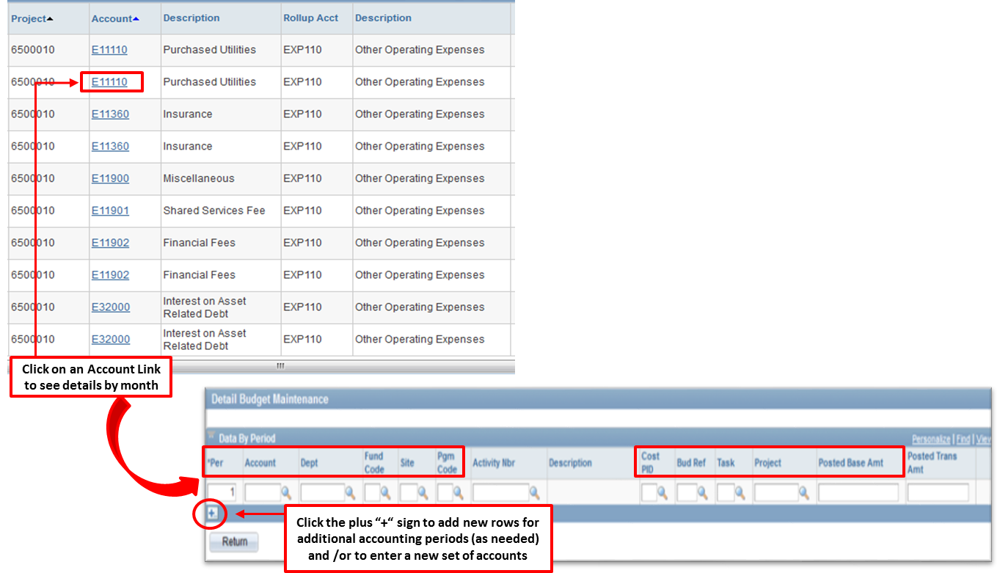 Project Account Description Rollup Acct Description
6500010 E11110 Purchased Utilities EXP110 Other Operating Expenses
6500010 E11110 Purchased Utilities EXP110 Other Operating Expenses
6500010 E11360 Insurance EXP110 Other Operating Expenses
6500010 E11360 Insurance EXP110 Other Operating Expenses
6500010 E11900 Miscellaneous EXP110 Other Operating Expenses
6500010 E11901 Shared Services Fee EXP110 Other Operating Expenses
6500010 E11902 Financial Fees EXP110 Other Operating Expenses
6500010 E11902 Financial Fees EXP110 Other Operating Expenses
6500010 E32000 Interest on Asset EXP110 Other Operating Expenses
Related Debt
6500010 E32000 Interest on Asset EXP110 Other Operating Expenses
Related Debt
Click on an Account Link
to see details by month
Detail Budget Maintenance
Data By Period Personalize | Find | View
*Per Account Dept Fund Code Site Pgm Code Activity Nbr Description Cost PID Bud Ref Task Project Posted Base Amt Posted Trans Amt
1
+
Click the plus “+“ sign to add new rows for
additional accounting periods (as needed)
and /or to enter a new set of accounts
Return